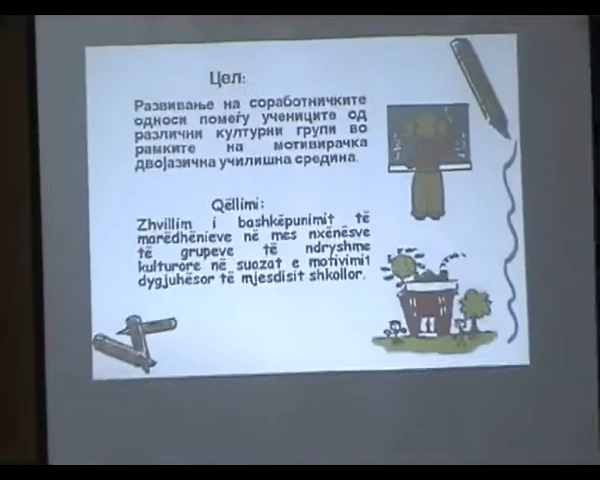 Цел:
Развивање на соработничките
односи помеѓу учениците од
различни културни групи во
рамките на мотивирачка
двојазична училишна средина.
Qëllimi:
Zhvillim i bashkëpunimit të
marëdhënieve në mes nxënësve
të grupeve të ndryshme
kulturore në suazat e motivimit
dygjuhësor të mjesdisit shkollor.